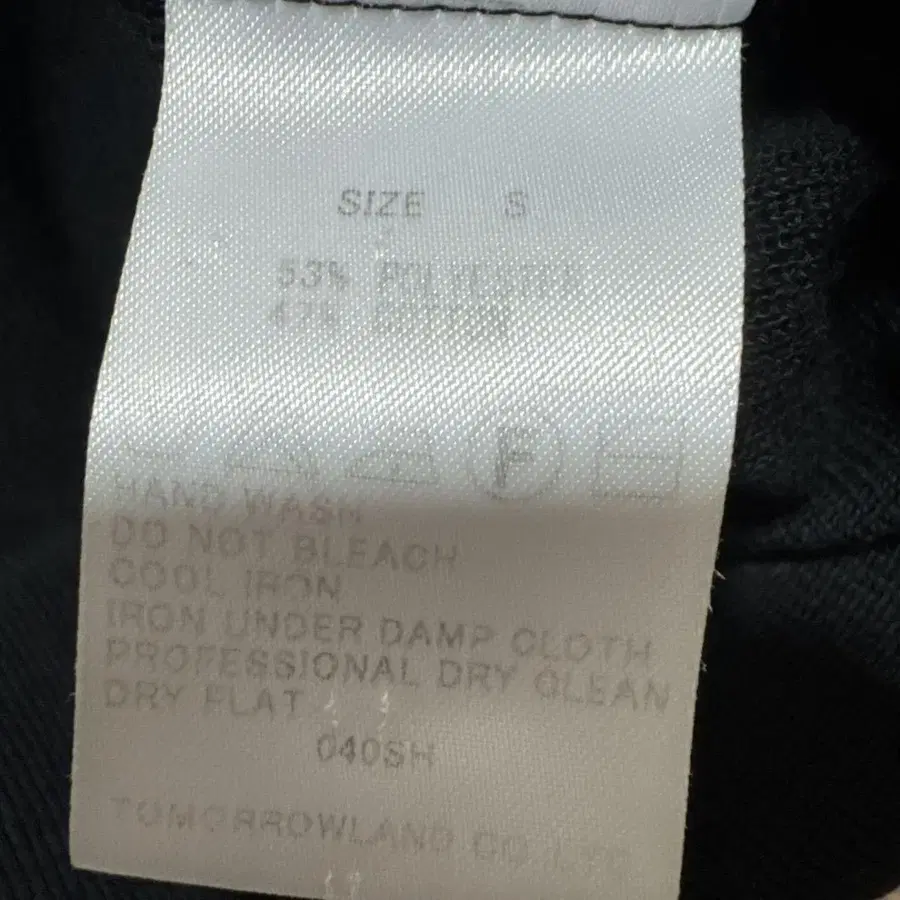 SIZE S
53% POLYESTER
47% COTTON
F
HAND WASH
DO NOT BLEACH
COOL IRON
IRON UNDER DAMP CLOTH
PROFESSIONAL DRY CLEAN
DRY FLAT
040SH
TOMORROWLAND CO LTD